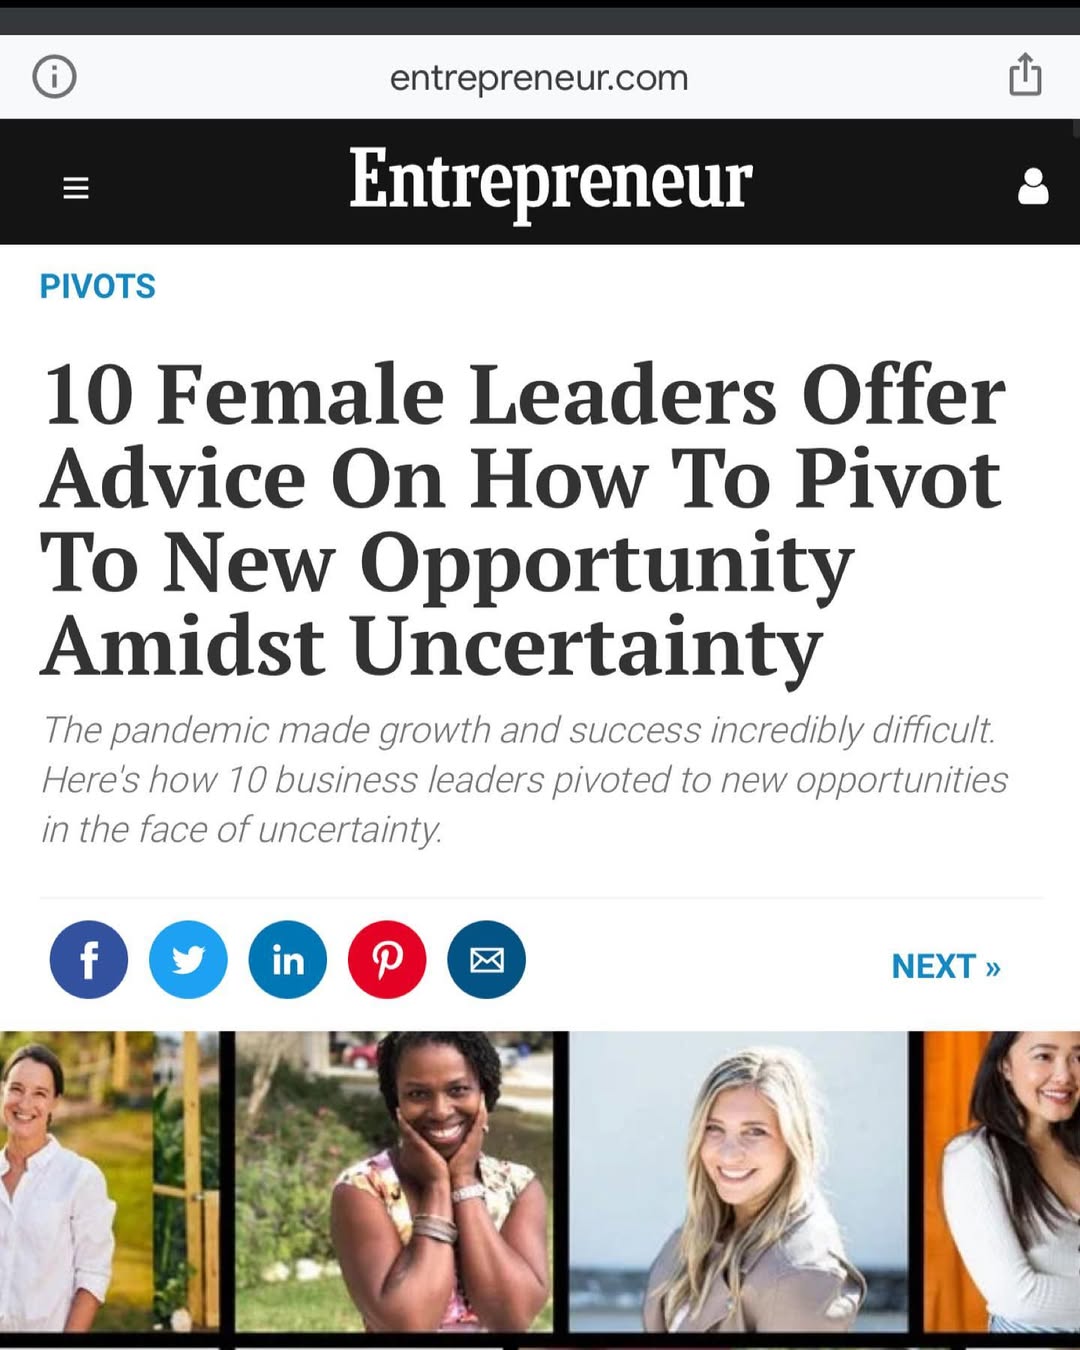 entrepreneur.com
Entrepreneur
PIVOTS
10 Female Leaders Offer
Advice On How To Pivot
To New Opportunity
Amidst Uncertainty
The pandemic made growth and success incredibly difficult.
Here's how 10 business leaders pivoted to new opportunities
in the face of uncertainty.
NEXT »